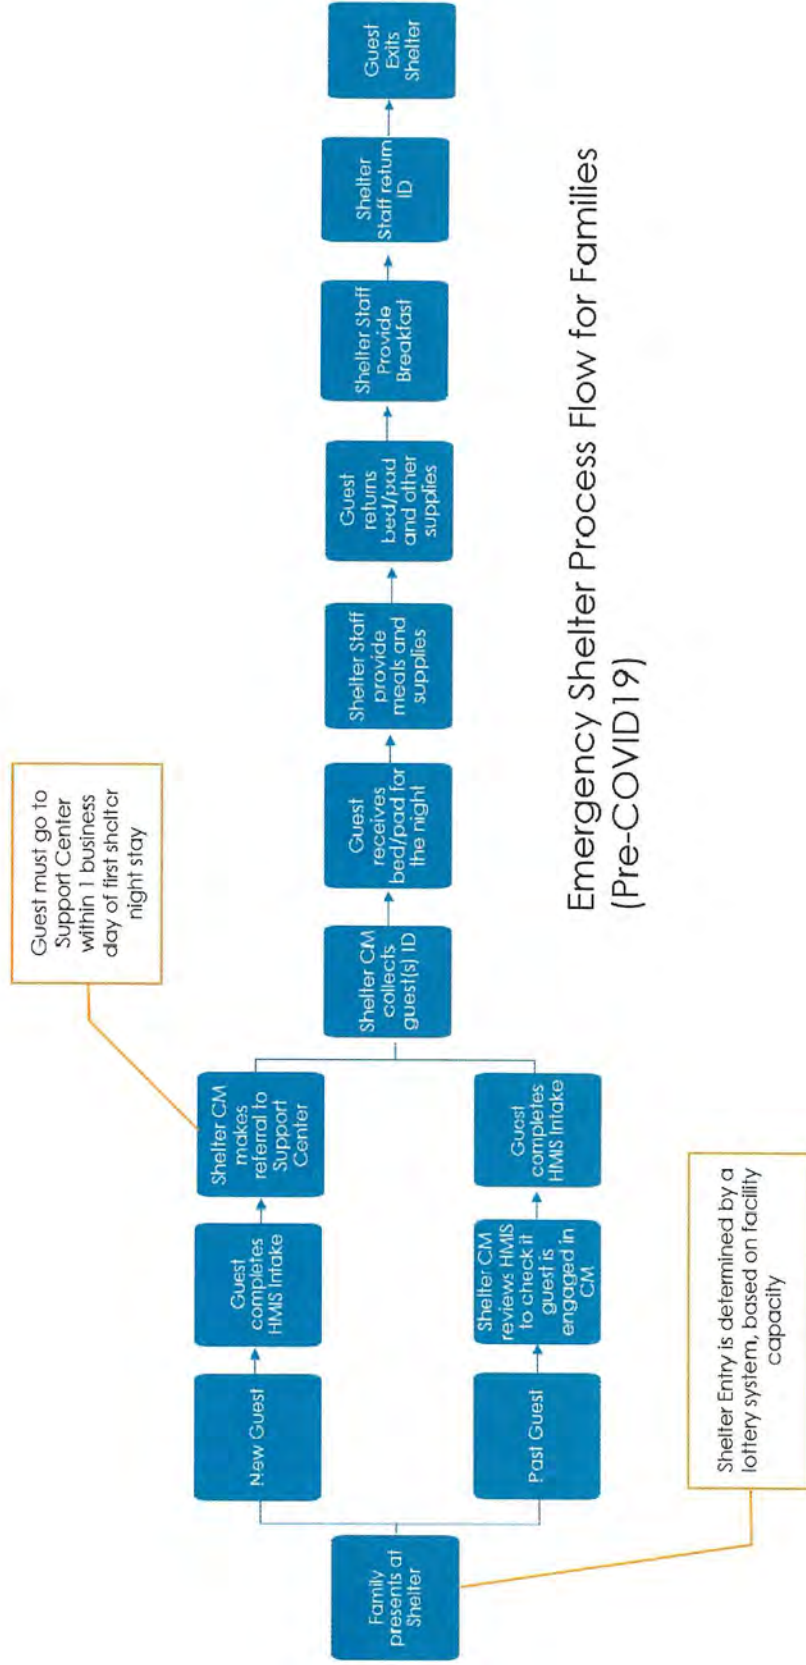 Family
presents at
Shelter
New Guest
Guest
completes
HMIS Intake
Shelter CM
makes
referral to
Support
Center
Guest must go to
Support Center
within 1 business
day of first shelter
night stay
Past Guest
Shelter CM
reviews HMIS
to check it
guest is
engaged in
CM
Guest
completes
HMIS Intake
Shelter Entry is determined by a
lottery system, based on facility
capacity
Shelter CM
collects
guest(s) ID
Guest
receives
bed/pad for
the night
Shelter Staff
provide
meals and
supplies
Guest
returns
bed/pad
and other
supplies
Shelter Staff
Provide
Breakfast
Shelter
Staff return
ID
Guest
Exits
Shelter
Emergency Shelter Process Flow for Families
(Pre-COVID19)